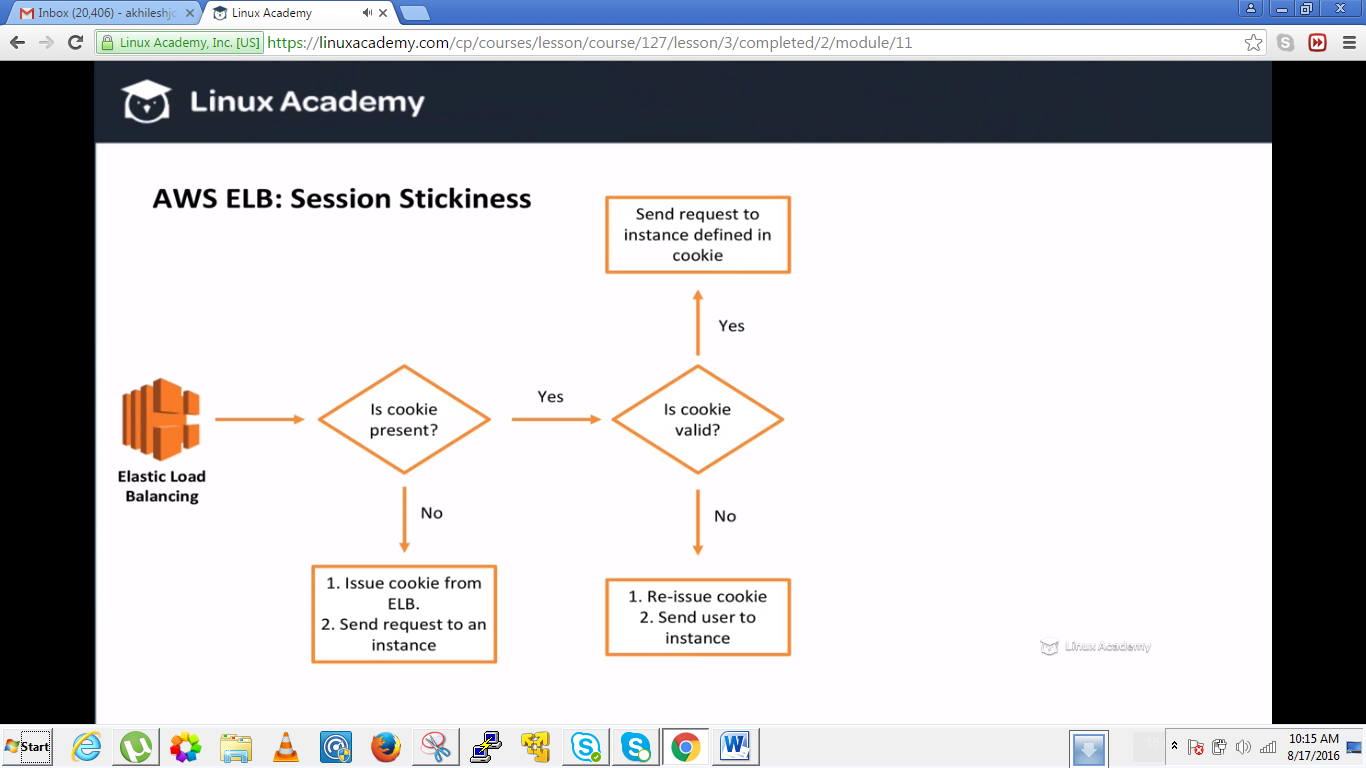 Inbox (20,406) - akhileshj
Linux Academy
Linux Academy, Inc. [US]
https://linuxacademy.com/cp/courses/lesson/course/127/lesson/3/completed/2/module/11
Linux Academy
AWS ELB: Session Stickiness
Send request to
instance defined in
cookie
Yes
Elastic Load
Balancing
Is cookie
present?
Yes
Is cookie
valid?
No
No
1. Issue cookie from
ELB.
2. Send request to an
instance
1. Re-issue cookie
2. Send user to
instance
Linux Academy
Start
10:15 AM
8/17/2016